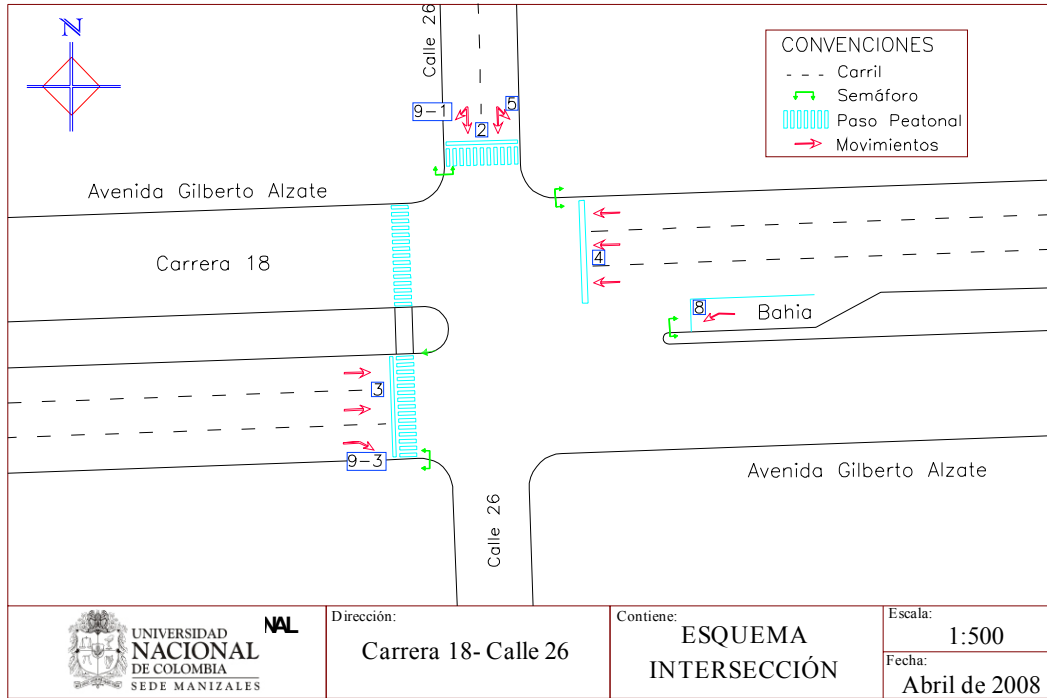 N
Calle 26
CONVENCIONES
Carril
Semáforo
Paso Peatonal
Movimientos
9-1
5
2
Avenida Gilberto Alzate
Carrera 18
4
8
Bahia
3
9-3
Avenida Gilberto Alzate
Calle 26
UNIVERSIDAD
NACIONAL
DE COLOMBIA
SEDE MANIZALES
NAL
Dirección:
Carrera 18- Calle 26
Contiene:
ESQUEMA
INTERSECCIÓN
Escala:
1:500
Fecha:
Abril de 2008